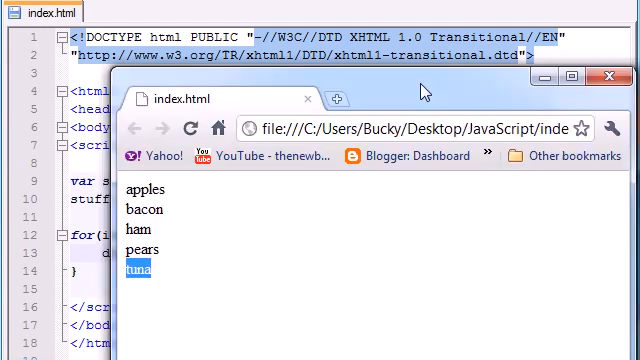 index.html
1 <!DOCTYPE html PUBLIC "-//W3C//DTD XHTML 1.0 Transitional//EN"
2 "http://www.w3.org/TR/xhtml1/DTD/xhtml1-transitional.dtd">
3
4 <html
5 <head
6 <body
7 <scr
8
9 var s
10 stuff
11
12 for(i
13 d
14 }
15
16 </scr
17 </body
18 </htm
19
index.html
file:///C:/Users/Bucky/Desktop/JavaScript/inde
Yahoo! YouTube - thenewb... Blogger: Dashboard » Other bookmarks
apples
bacon
ham
pears
tuna